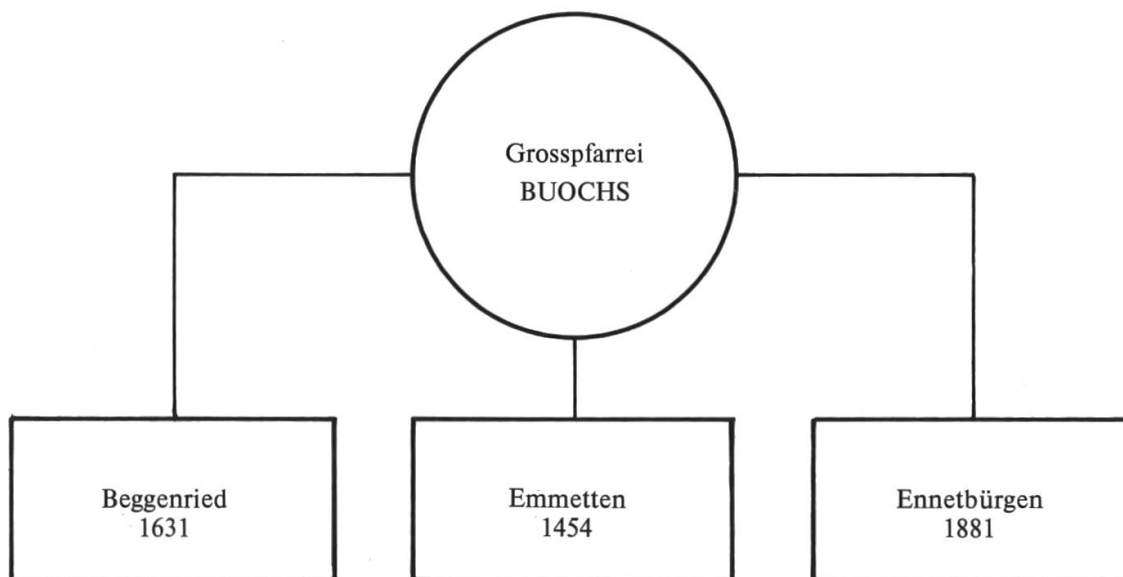 Grosspfarrei
BUOCHS
Beggenried
1631
Emmetten
1454
Ennetbürgen
1881